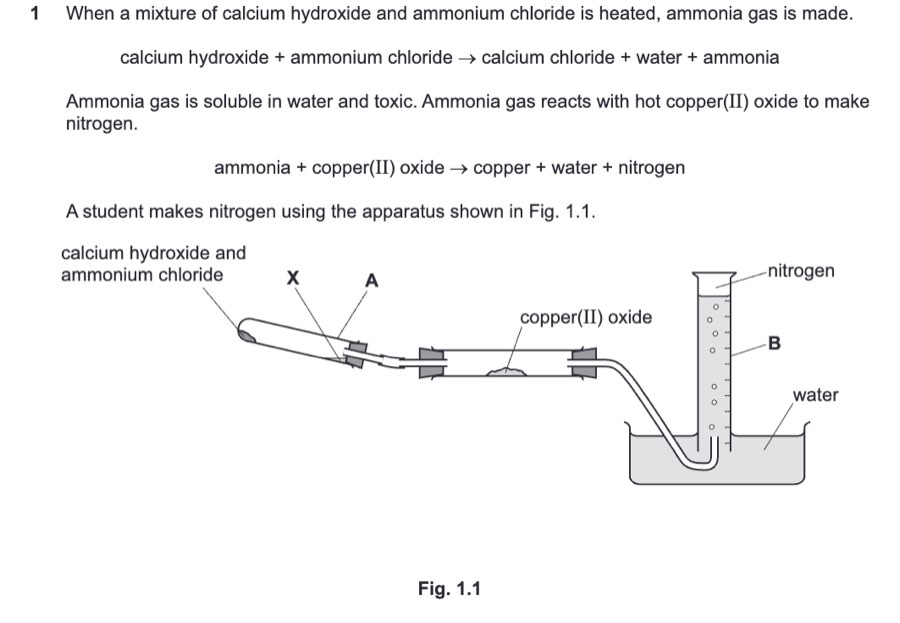 1 When a mixture of calcium hydroxide and ammonium chloride is heated, ammonia gas is made.
calcium hydroxide + ammonium chloride → calcium chloride + water + ammonia
Ammonia gas is soluble in water and toxic. Ammonia gas reacts with hot copper(II) oxide to make
nitrogen.
ammonia + copper(II) oxide → copper + water + nitrogen
A student makes nitrogen using the apparatus shown in Fig. 1.1.
calcium hydroxide and
ammonium chloride
X
A
copper(II) oxide
nitrogen
B
water
Fig. 1.1